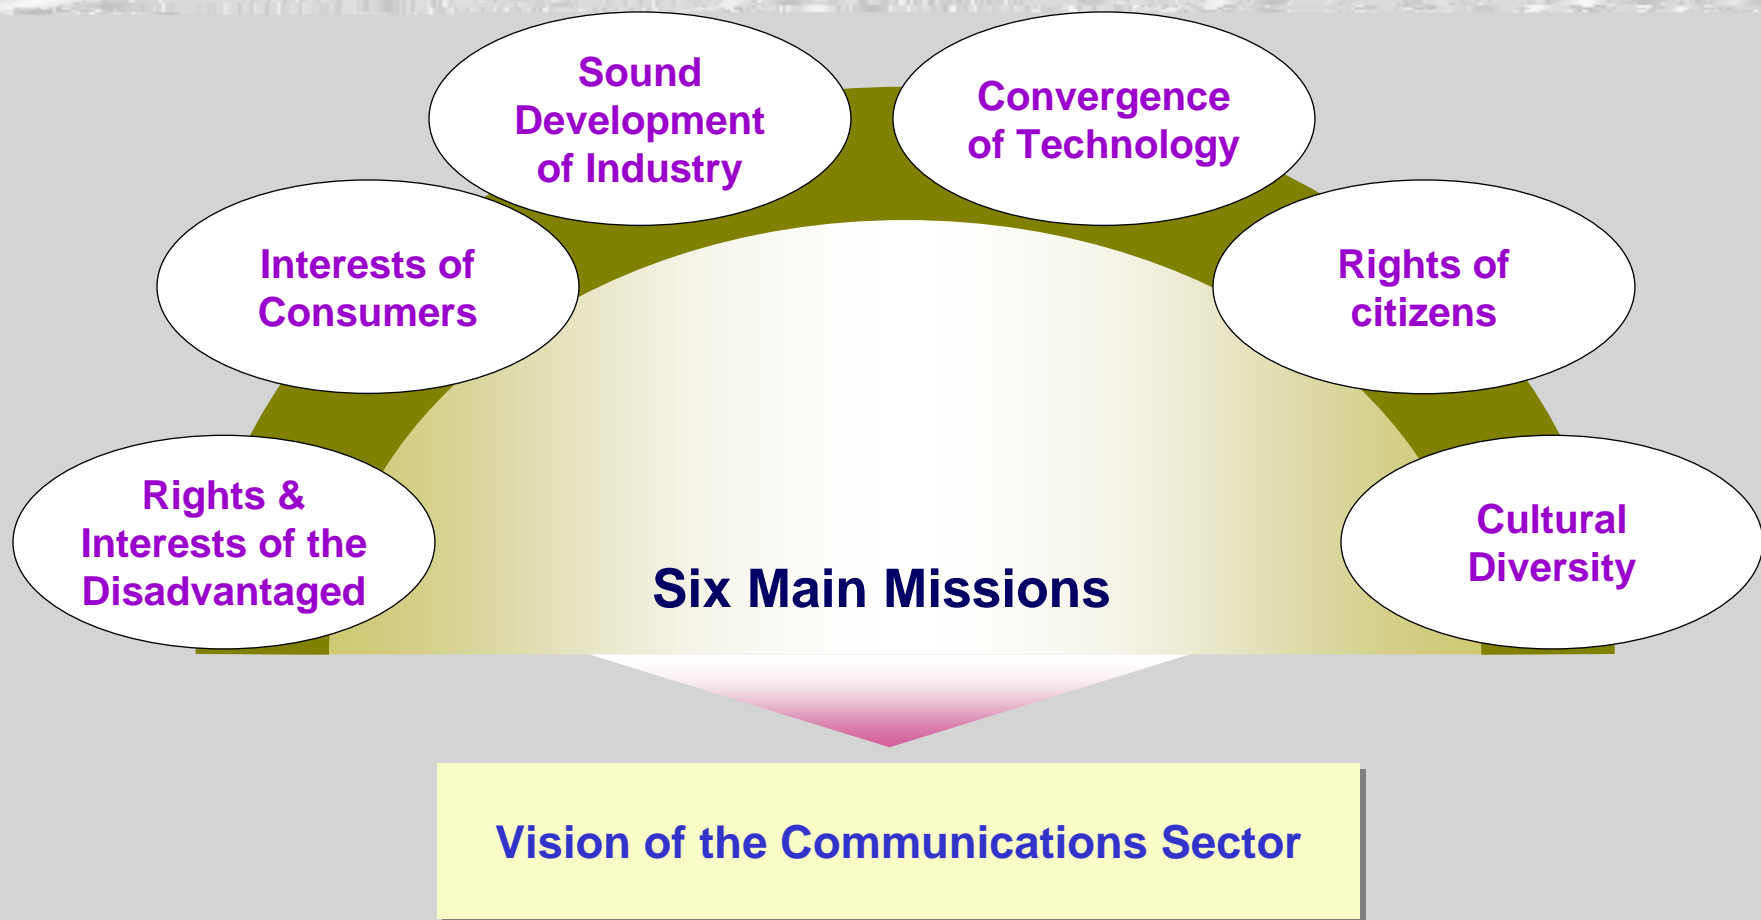 Sound
Development
of Industry
Convergence
of Technology
Interests of
Consumers
Rights of
citizens
Rights &
Interests of the
Disadvantaged
Cultural
Diversity
Six Main Missions
Vision of the Communications Sector